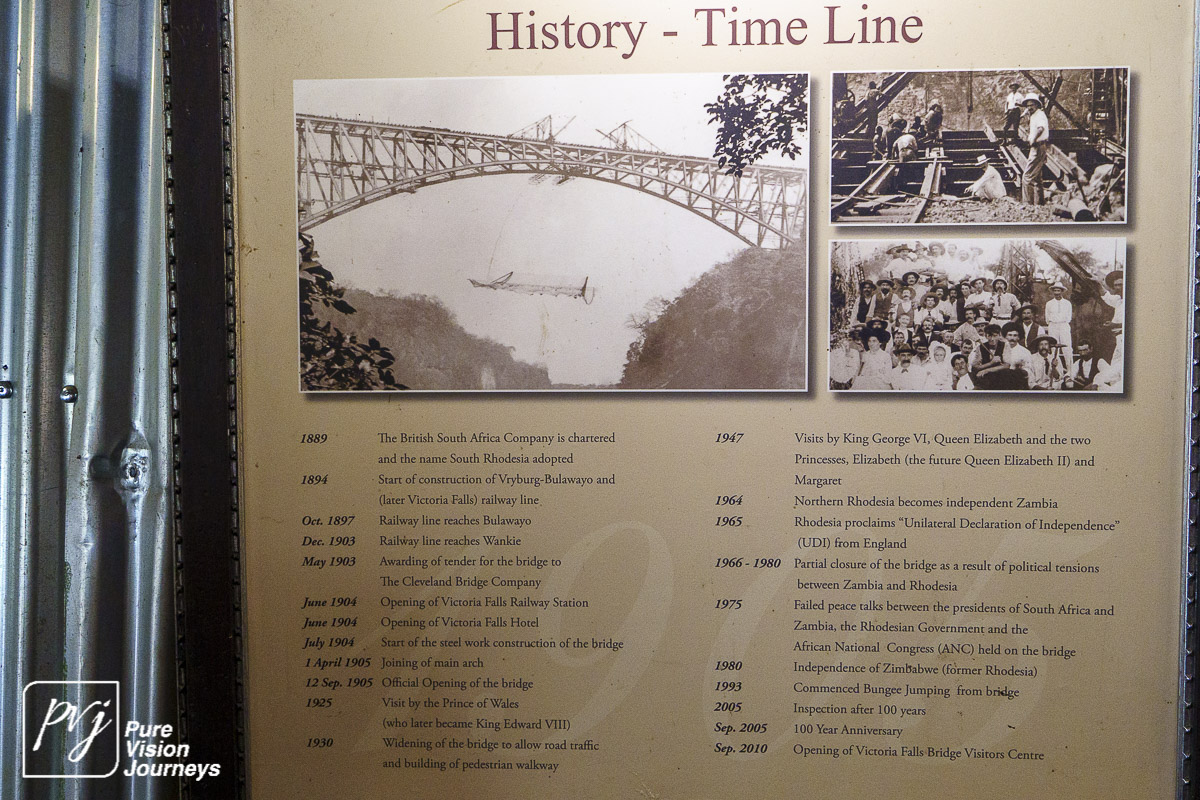 History - Time Line
1889 The British South Africa Company is chartered
and the name South Rhodesia adopted
1894 Start of construction of Vryburg-Bulawayo and
(later Victoria Falls) railway line
Oct. 1897 Railway line reaches Bulawayo
Dec. 1903 Railway line reaches Wankie
May 1903 Awarding of tender for the bridge to
The Cleveland Bridge Company
June 1904 Opening of Victoria Falls Railway Station
June 1904 Opening of Victoria Falls Hotel
July 1904 Start of the steel work construction of the bridge
1 April 1905 Joining of main arch
12 Sep. 1905 Official Opening of the bridge
1925 Visit by the Prince of Wales
(who later became King Edward VIII)
1930 Widening of the bridge to allow road traffic
and building of pedestrian walkway
1947 Visits by King George VI, Queen Elizabeth and the two
Princesses, Elizabeth (the future Queen Elizabeth II) and
Margaret
1964 Northern Rhodesia becomes independent Zambia
1965 Rhodesia proclaims “Unilateral Declaration of Independence”
(UDI) from England
1966 - 1980 Partial closure of the bridge as a result of political tensions
between Zambia and Rhodesia
1975 Failed peace talks between the presidents of South Africa and
Zambia, the Rhodesian Government and the
African National Congress (ANC) held on the bridge
1980 Independence of Zimbabwe (former Rhodesia)
1993 Commenced Bungee Jumping from bridge
2005 Inspection after 100 years
Sep. 2005 100 Year Anniversary
Sep. 2010 Opening of Victoria Falls Bridge Visitors Centre
1905
pvj
Pure
Vision
Journeys